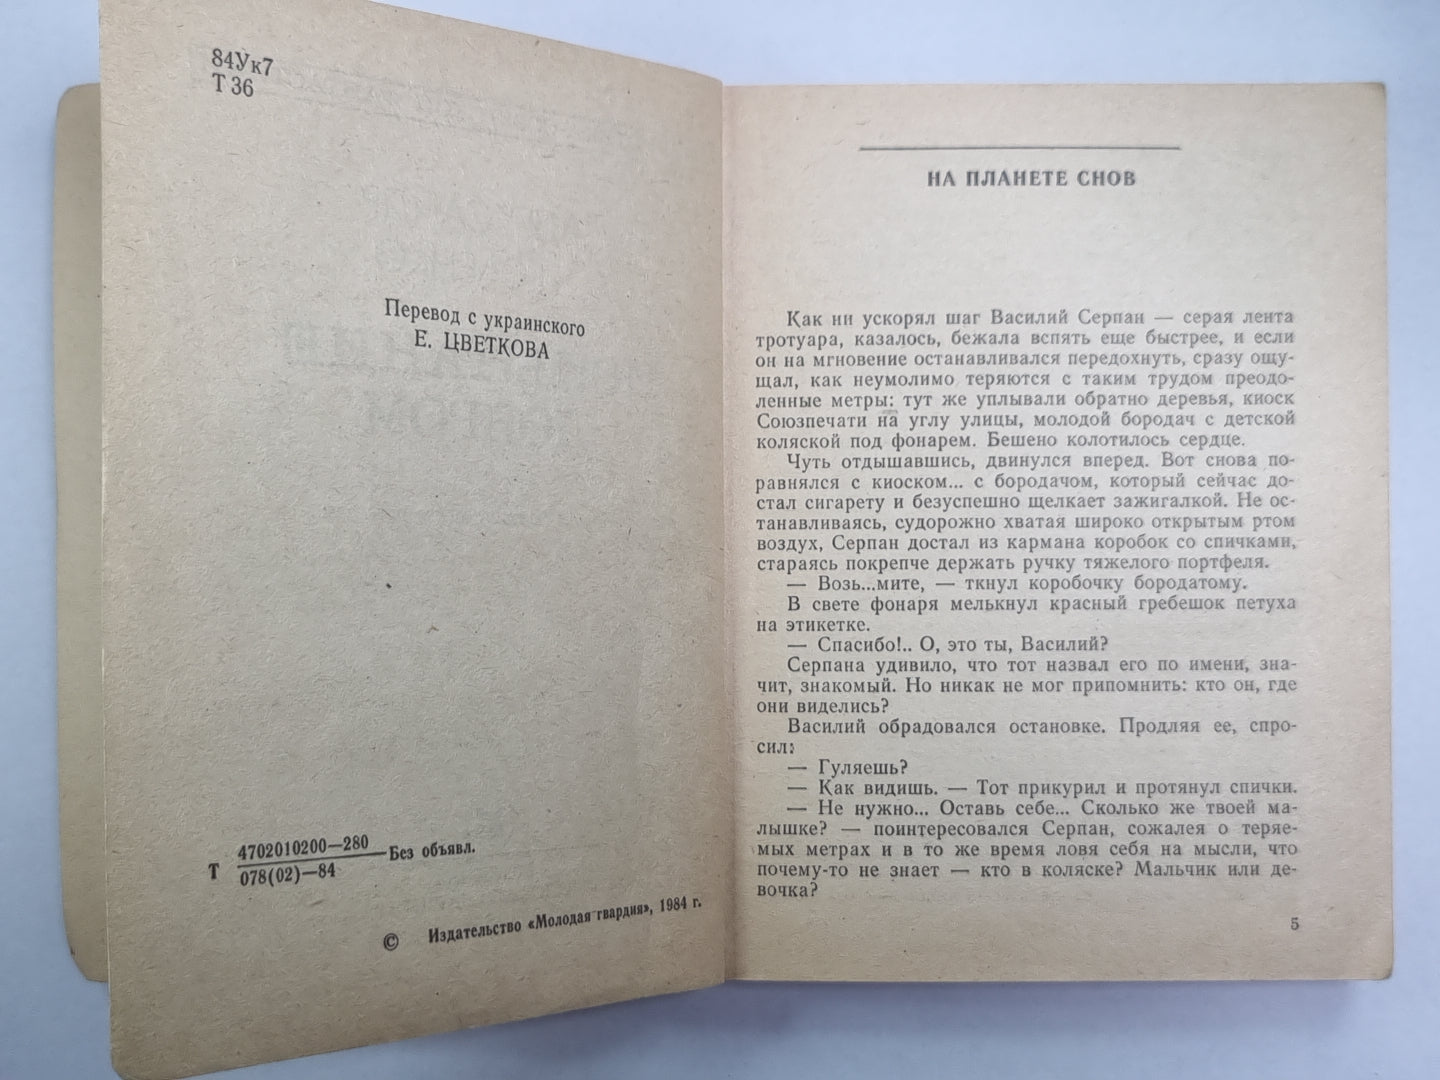 84Ук7
Т 36
Перевод с украинского
Е. ЦВЕТКОВА
Т 4702010200—280
078(02)—84 —Без объявл.
© Издательство «Молодая гвардия», 1984 г.
НА ПЛАНЕТЕ СНОВ
Как ни ускорял шаг Василий Серпан — серая лента
тротуара, казалось, бежала вспять еще быстрее, и если
он на мгновение останавливался передохнуть, сразу ощу-
щал, как неумолимо теряются с таким трудом преодо-
ленные метры: тут же уплывали обратно деревья, киоск
Союзпечати на углу улицы, молодой бородач с детской
коляской под фонарем. Бешено колотилось сердце.
Чуть отдышавшись, двинулся вперед. Вот снова по-
равнялся с киоском... с бородачом, который сейчас до-
стал сигарету и безуспешно щелкает зажигалкой. Не ос-
танавливаясь, судорожно хватая широко открытым ртом
воздух, Серпан достал из кармана коробок со спичками,
стараясь покрепче держать ручку тяжелого портфеля.
— Возь...мите, — ткнул коробочку бородатому.
В свете фонаря мелькнул красный гребешок петуха
на этикетке.
— Спасибо!.. О, это ты, Василий?
Серпана удивило, что тот назвал его по имени, зна-
чит, знакомый. Но никак не мог припомнить: кто он, где
они виделись?
Василий обрадовался остановке. Продляя ее, спро-
сил:
— Гуляешь?
— Как видишь. — Тот прикурил и протянул спички.
— Не нужно... Оставь себе... Сколько же твоей ма-
лышке? — поинтересовался Серпан, сожалея о теряе-
мых метрах и в то же время ловя себя на мысли, что
почему-то не знает — кто в коляске? Мальчик или де-
вочка?
5